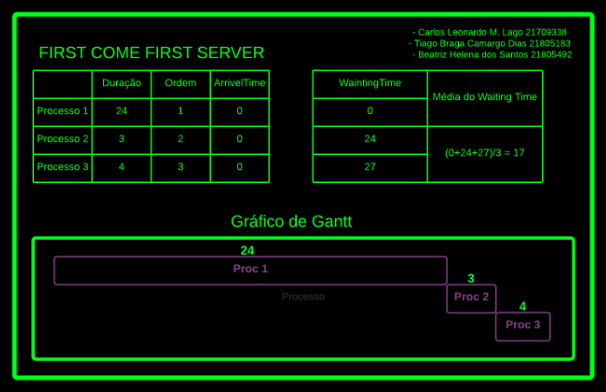 - Carlos Leonardo M. Lago 21709338
- Tiago Braga Camargo Dias 21805183
- Beatriz Helena dos Santos 21805492
FIRST COME FIRST SERVER
Duração Ordem ArrivelTime
Processo 1 24 1 0
Processo 2 3 2 0
Processo 3 4 3 0
WaintingTime Média do Waiting Time
0
24 (0+24+27)/3 = 17
27
Gráfico de Gantt
24
Proc 1
Processo
3
Proc 2
4
Proc 3